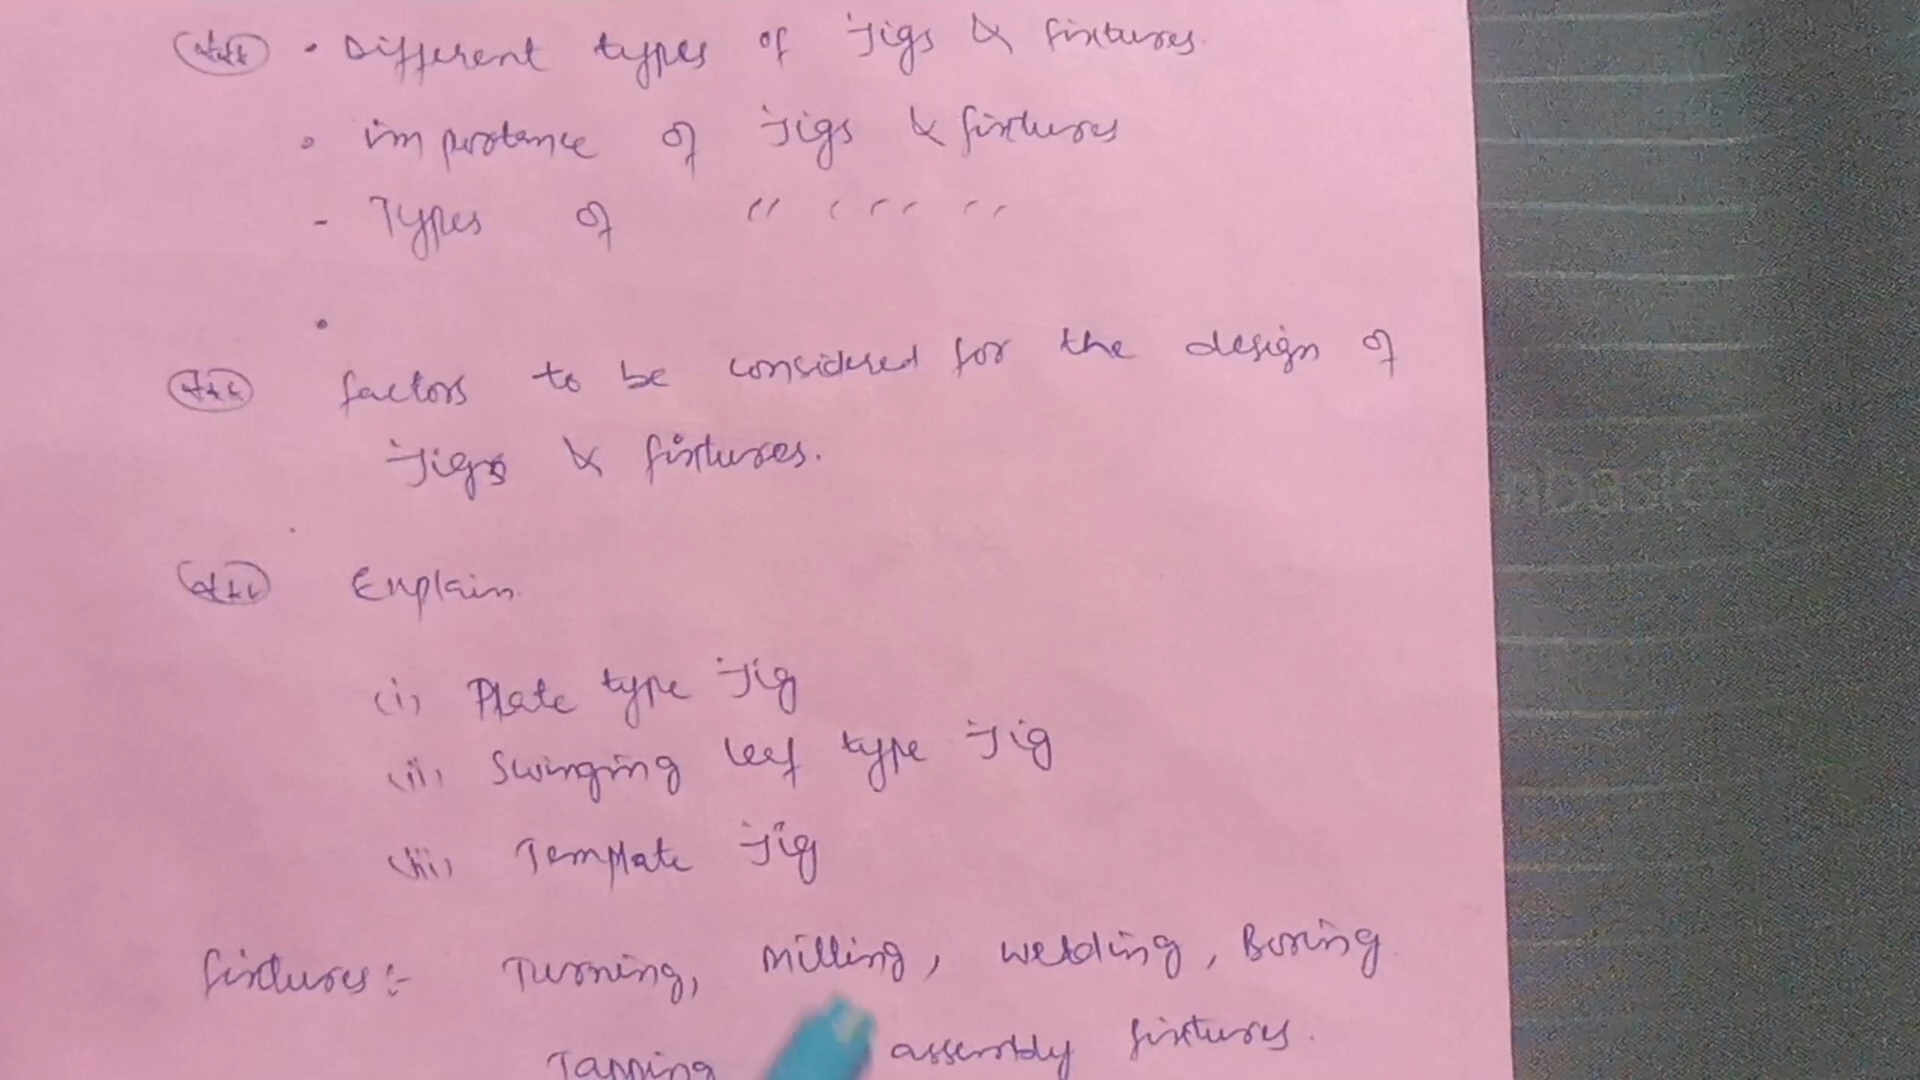 *** • Different types of Jigs & fixtures.
• importance of Jigs & fixtures
- Types of " " " "
*** factors to be considered for the design of
Jigs & fixtures.
*** Explain
(i) Plate type Jig
(ii) Swinging leef type Jig
(iii) Template Jig
fixtures:- Turning, Milling, welding, Boring
Tapping assembly fixtures.